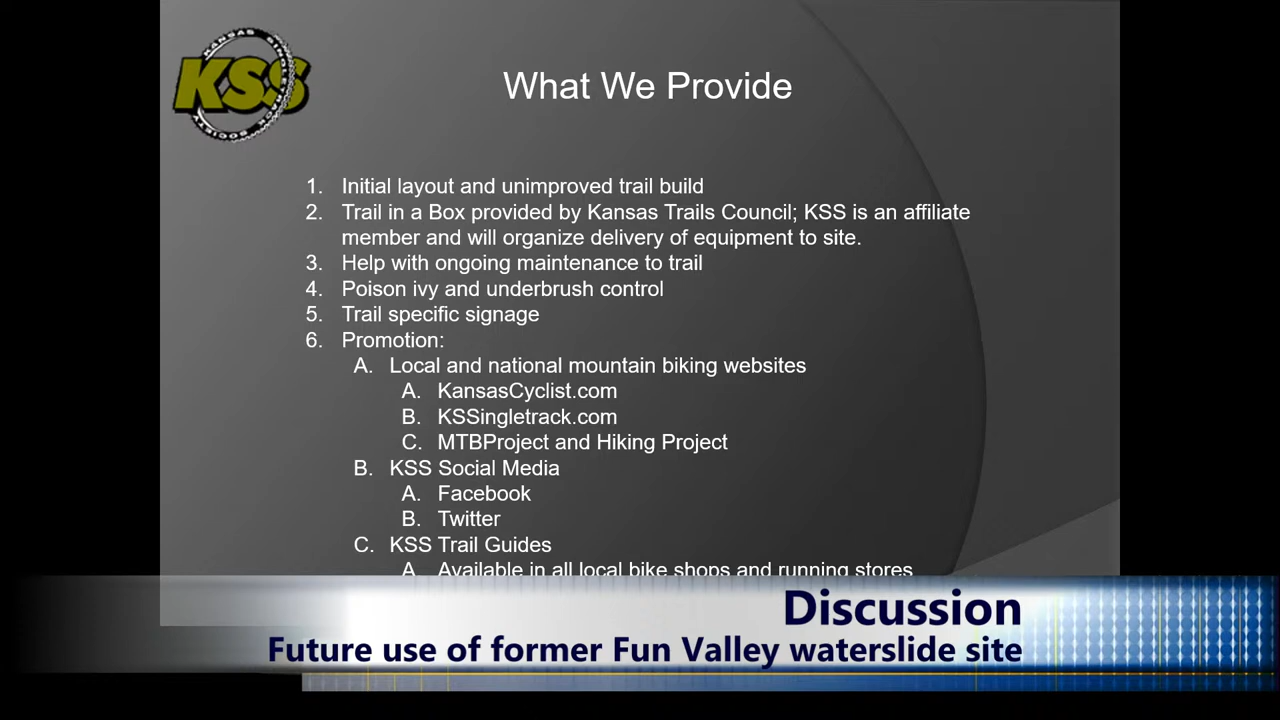 KANSAS SINGLETRACK SOCIETY
KSS
What We Provide
1. Initial layout and unimproved trail build
2. Trail in a Box provided by Kansas Trails Council; KSS is an affiliate
member and will organize delivery of equipment to site.
3. Help with ongoing maintenance to trail
4. Poison ivy and underbrush control
5. Trail specific signage
6. Promotion:
A. Local and national mountain biking websites
A. KansasCyclist.com
B. KSSingletrack.com
C. MTBProject and Hiking Project
B. KSS Social Media
A. Facebook
B. Twitter
C. KSS Trail Guides
A. Available in all local bike shops and running stores
Discussion
Future use of former Fun Valley waterslide site